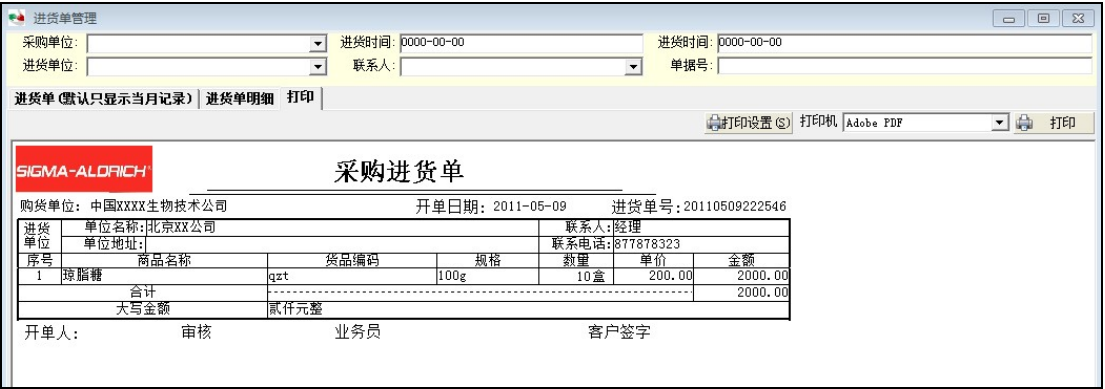 进货单管理
采购单位: 进货时间: 0000-00-00 进货时间: 0000-00-00
进货单位: 联系人: 单据号:
进货单(默认只显示当月记录) 进货单明细 打印
打印设置(S) 打印机 Adobe PDF 打印
SIGMA-ALDRICH 采购进货单
购货单位: 中国XXXX生物技术公司 开单日期: 2011-05-09 进货单号:20110509222546
进货单位 单位名称:北京XX公司 联系人:经理
单位地址: 联系电话:877878323
序号 商品名称 货品编码 规格 数量 单价 金额
1 琼脂糖 qzt 100g 10盒 200.00 2000.00
合计 2000.00
大写金额 贰仟元整
开单人: 审核 业务员 客户签字